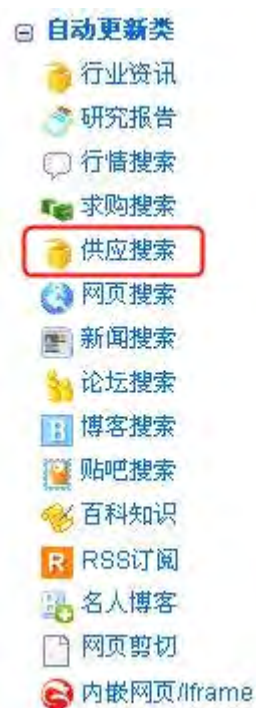 自动更新类
行业资讯
研究报告
行情搜索
求购搜索
供应搜索
网页搜索
新闻搜索
论坛搜索
博客搜索
贴吧搜索
百科知识
RSS订阅
名人博客
网页剪切
内嵌网页/Iframe